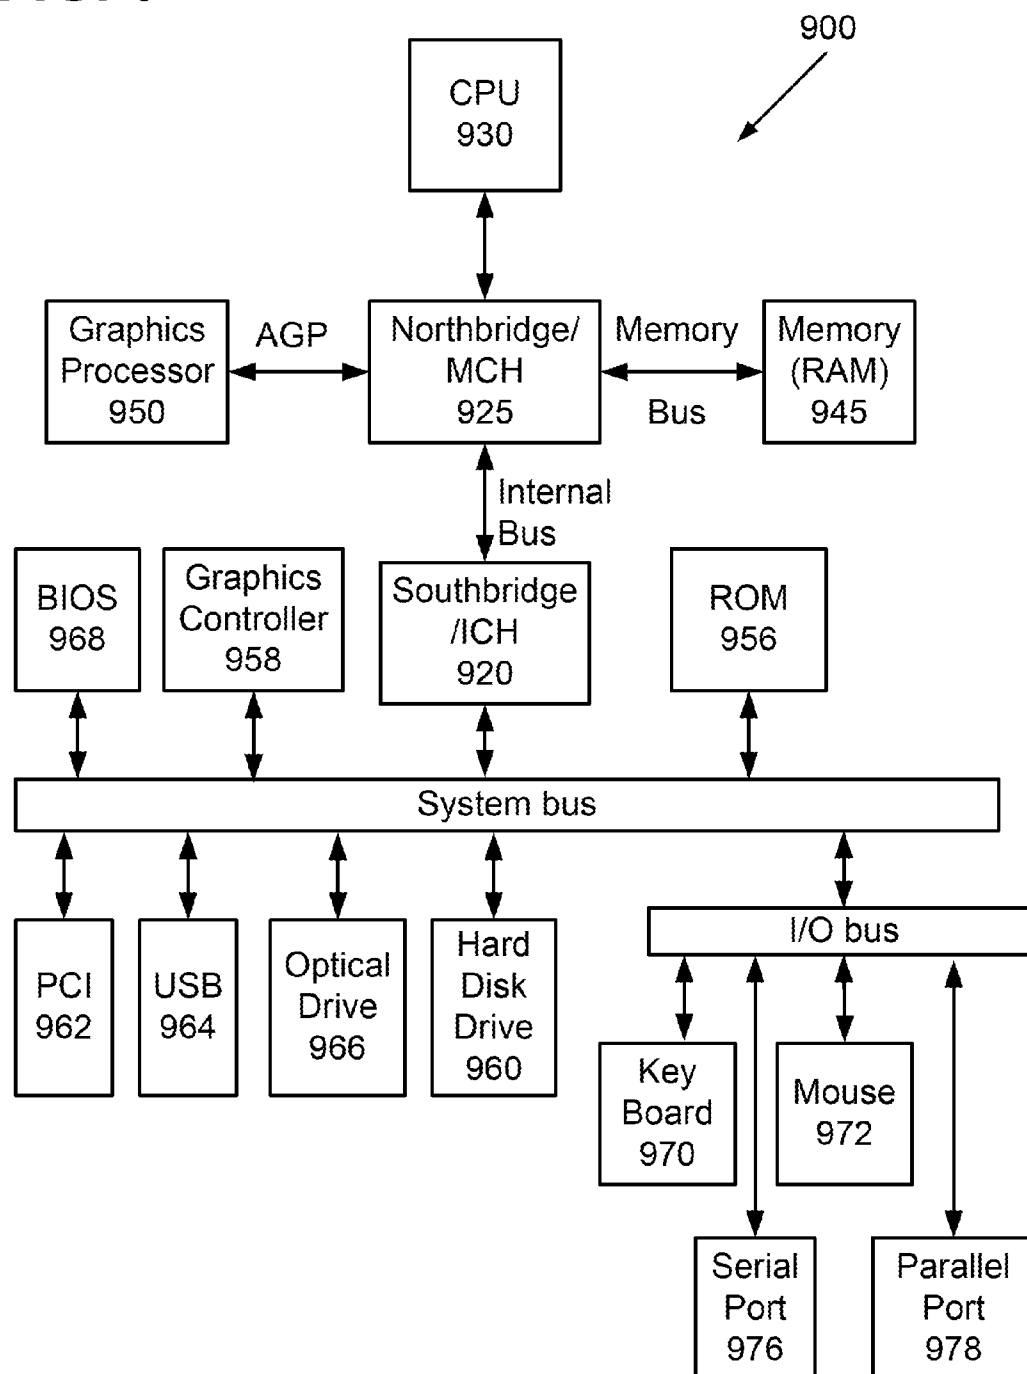 900
CPU
930
Graphics
Processor
950
AGP
Northbridge/
MCH
925
Memory
Bus
Memory
(RAM)
945
Internal
Bus
BIOS
968
Graphics
Controller
958
Southbridge
/ICH
920
ROM
956
System bus
PCI
962
USB
964
Optical
Drive
966
Hard
Disk
Drive
960
I/O bus
Key
Board
970
Mouse
972
Serial
Port
976
Parallel
Port
978